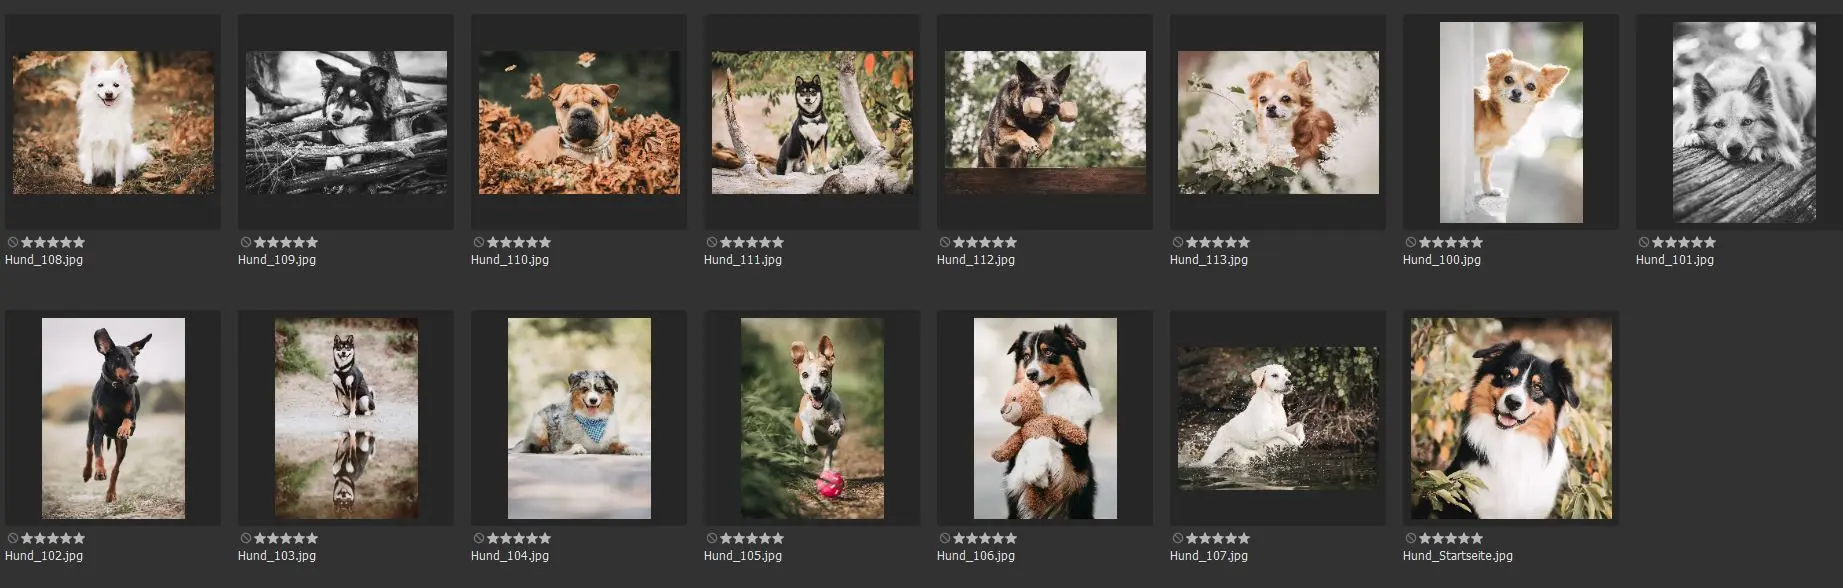 Hund_108.jpg
Hund_109.jpg
Hund_110.jpg
Hund_111.jpg
Hund_112.jpg
Hund_113.jpg
Hund_100.jpg
Hund_101.jpg
Hund_102.jpg
Hund_103.jpg
Hund_104.jpg
Hund_105.jpg
Hund_106.jpg
Hund_107.jpg
Hund_Startseite.jpg